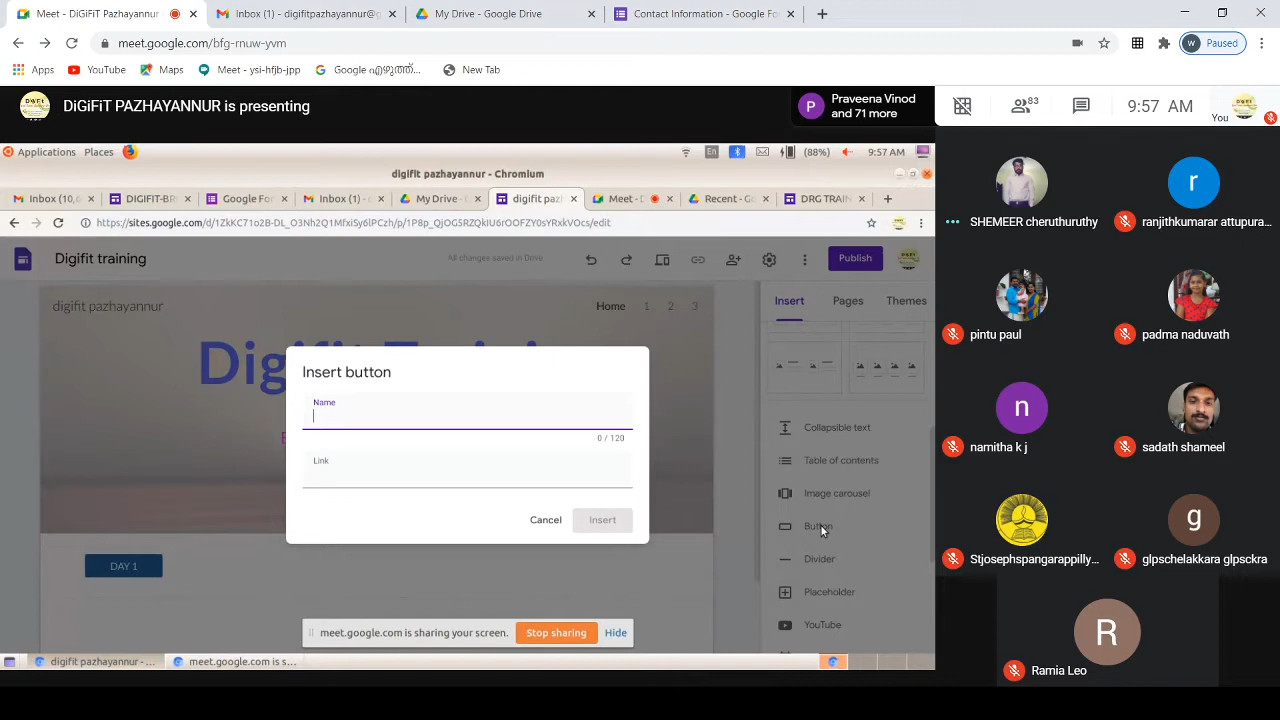 Meet - DiGiFiT Pazhayannur
Inbox (1) - digifitpazhayannur@g
My Drive - Google Drive
Contact Information - Google Fo
meet.google.com/bfg-rnuw-yvm
W Paused
Apps
YouTube
Maps
Meet - ysi-hfjb-jpp
Google എഴുത്ത്...
New Tab
DiGiFiT PAZHAYANNUR is presenting
P
Praveena Vinod
and 71 more
83
9:57 AM
You
Applications Places
En
(88%)
9:57 AM
digifit pazhayannur - Chromium
Inbox (10,6
DIGIFIT-BR
Google For
Inbox (1) - d
My Drive -
digifit paz
Meet - D
Recent - Go
DRG TRAIN
https://sites.google.com/d/1ZkKC71o2B-DL_O3Nh2Q1MfxiSy6lPCzh/p/1P8p_QjOGSRZQkIU6rOOFZY0sYRxkVOcs/edit
Digifit training
All changes saved in Drive
Publish
digifit pazhayannur
Home 1 2 3
Insert
Pages
Themes
Insert button
Name
0 / 120
Link
Cancel
Insert
DAY 1
Collapsible text
Table of contents
Image carousel
Button
Divider
Placeholder
YouTube
meet.google.com is sharing your screen.
Stop sharing
Hide
digifit pazhayannur - ...
meet.google.com is s...
SHEMEER cheruthuruthy
r
ranjithkumarar attupura...
pintu paul
padma naduvath
n
namitha k j
sadath shameel
Stjosephspangarappilly...
g
glpschelakkara glpsckra
R
Ramia Leo